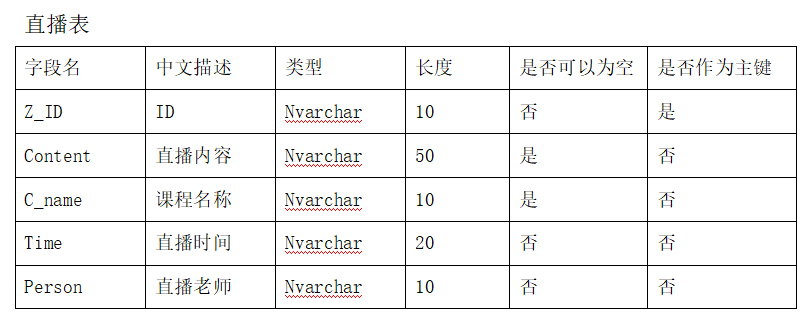 直播表
字段名 中文描述 类型 长度 是否可以为空 是否作为主键
Z_ID ID Nvarchar 10 否 是
Content 直播内容 Nvarchar 50 是 否
C_name 课程名称 Nvarchar 10 是 否
Time 直播时间 Nvarchar 20 否 否
Person 直播老师 Nvarchar 10 否 否